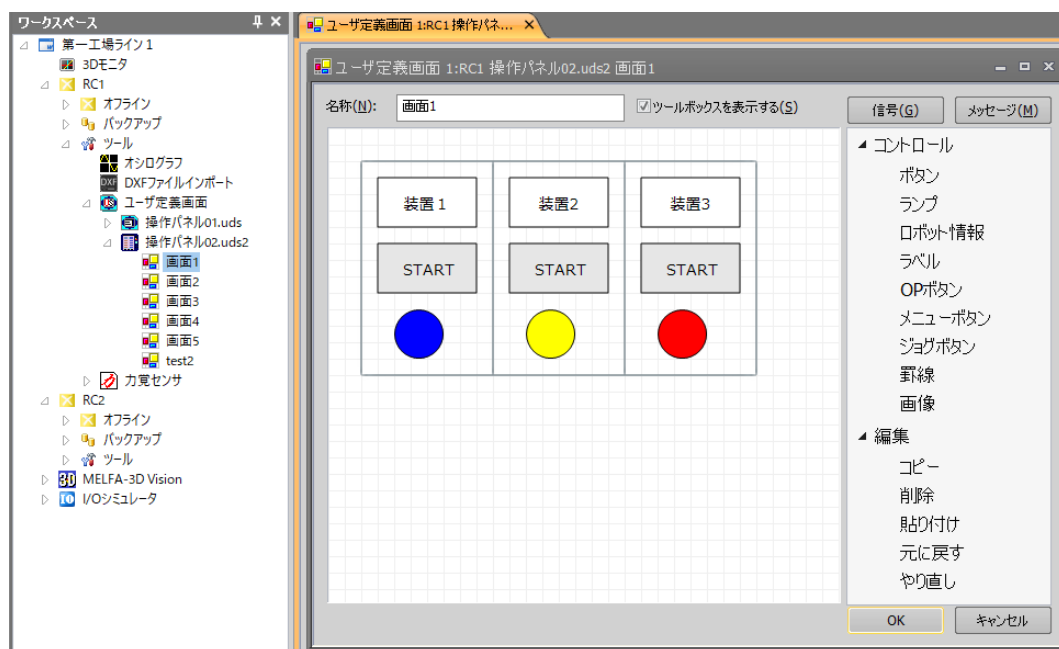 ワークスペース
第一工場ライン1
3Dモニタ
RC1
オフライン
バックアップ
ツール
オシログラフ
DXFファイルインポート
ユーザ定義画面
操作パネル01.uds
操作パネル02.uds2
画面1
画面2
画面3
画面4
画面5
test2
力覚センサ
RC2
オフライン
バックアップ
ツール
MELFA-3D Vision
I/Oシミュレータ
ユーザ定義画面 1:RC1 操作パネ...
ユーザ定義画面 1:RC1 操作パネル02.uds2 画面1
名称(N): 画面1 ツールボックスを表示する(S)
信号(G) メッセージ(M)
装置1 装置2 装置3
START START START
コントロール
ボタン
ランプ
ロボット情報
ラベル
OPボタン
メニューボタン
ジョグボタン
罫線
画像
編集
コピー
削除
貼り付け
元に戻す
やり直し
OK キャンセル